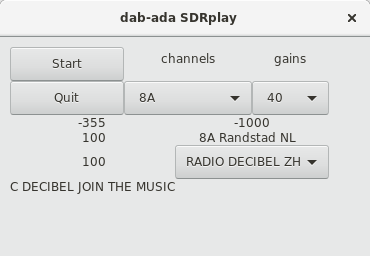 dab-ada SDRplay ×
Start channels gains
Quit 8A 40
-355 -1000
100 8A Randstad NL
100 RADIO DECIBEL ZH
C DECIBEL JOIN THE MUSIC